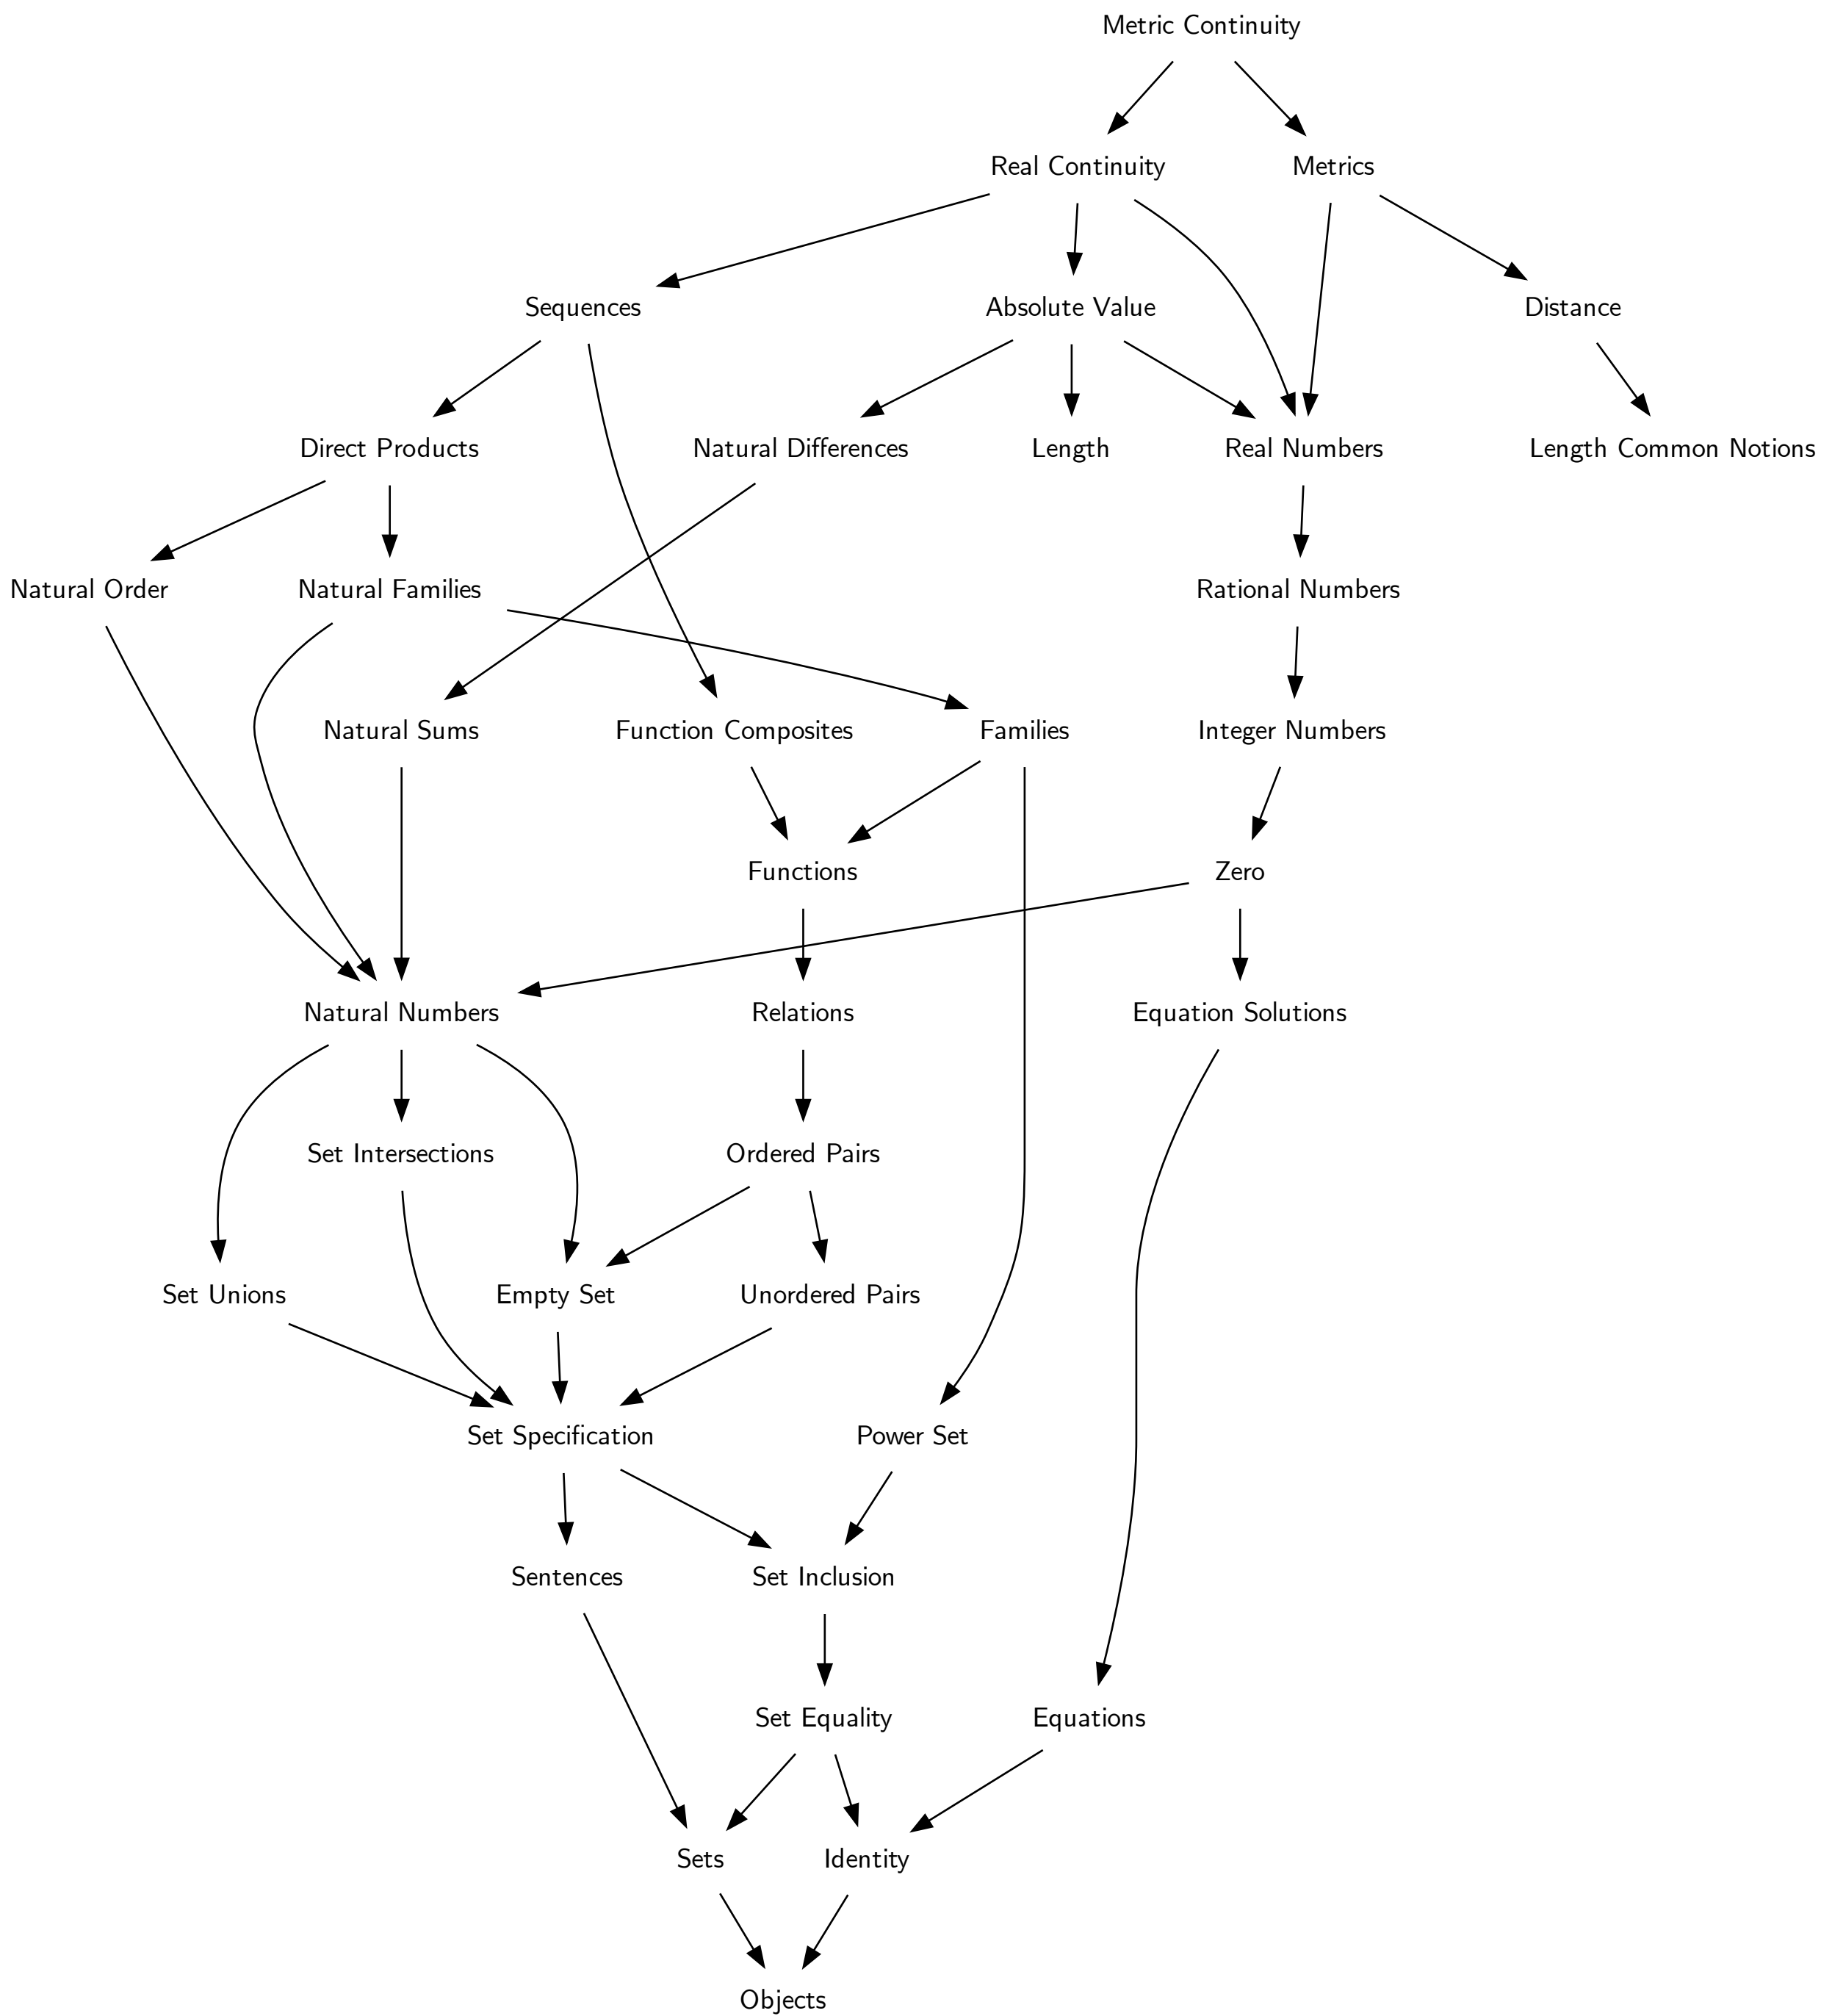 Metric Continuity
Real Continuity
Metrics
Sequences
Absolute Value
Distance
Direct Products
Natural Differences
Length
Real Numbers
Length Common Notions
Natural Order
Natural Families
Rational Numbers
Natural Sums
Function Composites
Families
Integer Numbers
Functions
Zero
Natural Numbers
Relations
Equation Solutions
Set Intersections
Ordered Pairs
Set Unions
Empty Set
Unordered Pairs
Set Specification
Power Set
Sentences
Set Inclusion
Set Equality
Equations
Sets
Identity
Objects